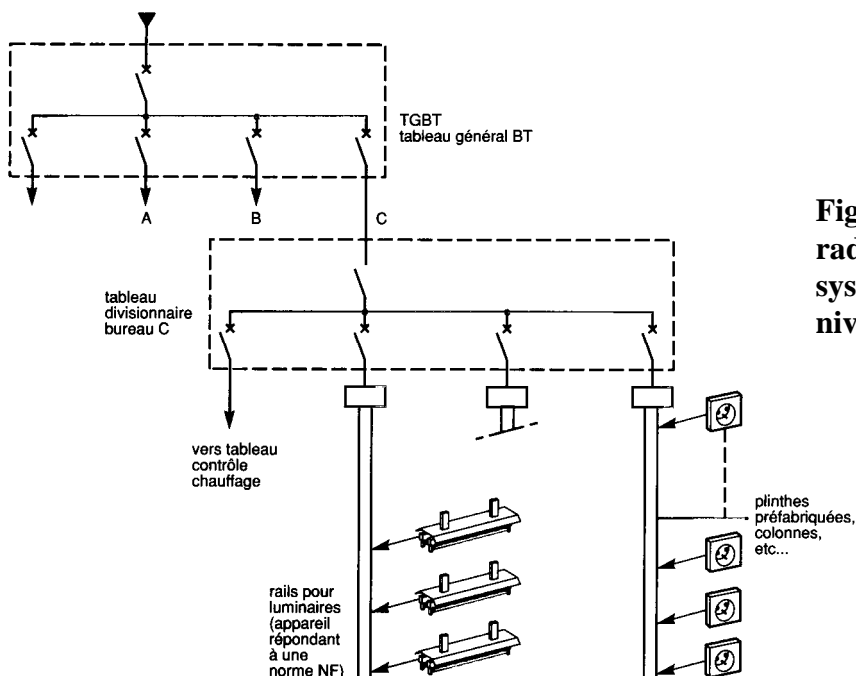 TGBT
tableau général BT
A
B
C
tableau
divisionnaire
bureau C
vers tableau
contrôle
chauffage
plinthes
préfabriquées,
colonnes,
etc...
rails pour
luminaires
(appareil
répondant
à une
norme NF)
Fig
rad
sys
niv